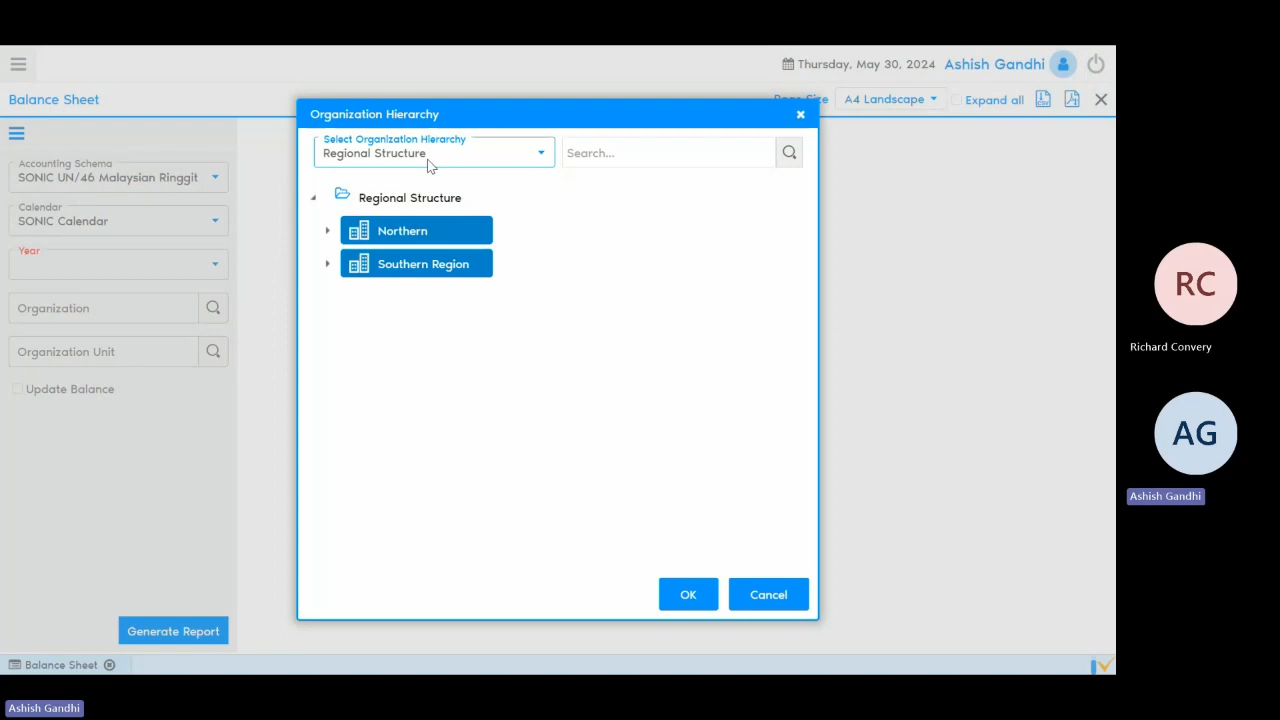 Thursday, May 30, 2024 Ashish Gandhi
Balance Sheet
A4 Landscape
Expand all
Accounting Schema
SONIC UN/46 Malaysian Ringgit
Calendar
SONIC Calendar
Year
Organization
Organization Unit
Update Balance
Generate Report
Organization Hierarchy
Select Organization Hierarchy
Regional Structure
Search...
Regional Structure
Northern
Southern Region
OK
Cancel
Balance Sheet
RC
Richard Convery
AG
Ashish Gandhi
Ashish Gandhi